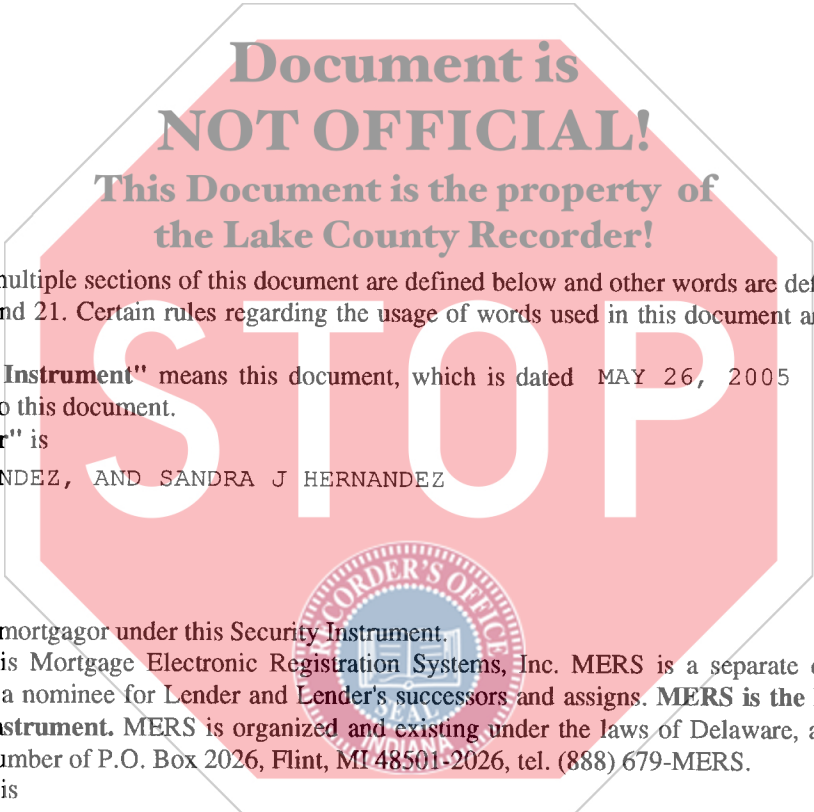 Document is
NOT OFFICIAL!
This Document is the property of
the Lake County Recorder!
multiple sections of this document are defined below and other words are def
nd 21. Certain rules regarding the usage of words used in this document a
Instrument" means this document, which is dated MAY 26, 2005
o this document.
r" is
NDEZ, AND SANDRA J HERNANDEZ
STOP
mortgagor under this Security Instrument.
is Mortgage Electronic Registration Systems, Inc. MERS is a separate
a nominee for Lender and Lender's successors and assigns. MERS is the
nstrument. MERS is organized and existing under the laws of Delaware, a
umber of P.O. Box 2026, Flint, MI 48501-2026, tel. (888) 679-MERS.
is
RECORDER'S OFFICE
SEAL
INDIANA